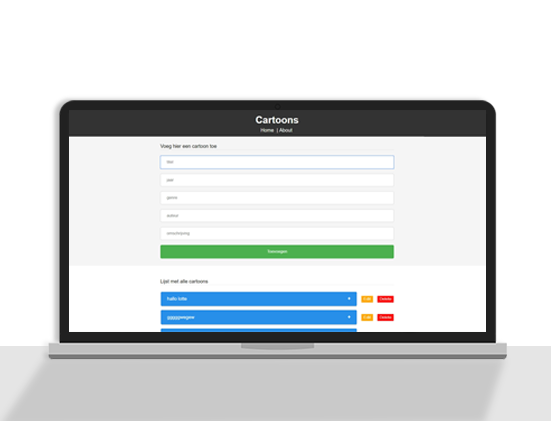 Cartoons
Home | About
Voeg hier een cartoon toe
titel
jaar
genre
auteur
omschrijving
Toevoegen
Lijst met alle cartoons
hallo lotte
Edit
Delete
Edit
Delete